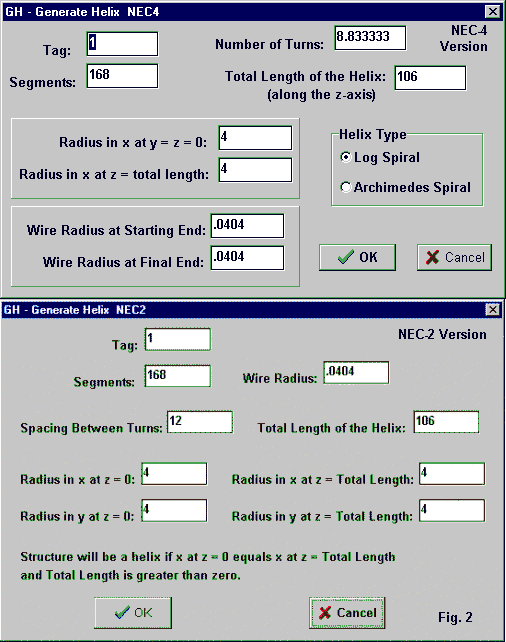 GH - Generate Helix NEC4
Tag: 1
Number of Turns: 8.833333
NEC-4
Version
Segments: 168
Total Length of the Helix: 106
(along the z-axis)
Radius in x at y = z = 0: 4
Radius in x at z = total length: 4
Helix Type
Log Spiral
Archimedes Spiral
Wire Radius at Starting End: .0404
Wire Radius at Final End: .0404
OK
Cancel
GH - Generate Helix NEC2
Tag: 1
NEC-2 Version
Segments: 168
Wire Radius: .0404
Spacing Between Turns: 12
Total Length of the Helix: 106
Radius in x at z = 0: 4
Radius in x at z = Total Length: 4
Radius in y at z = 0: 4
Radius in y at z = Total Length: 4
Structure will be a helix if x at z = 0 equals x at z = Total Length
and Total Length is greater than zero.
OK
Cancel
Fig. 2